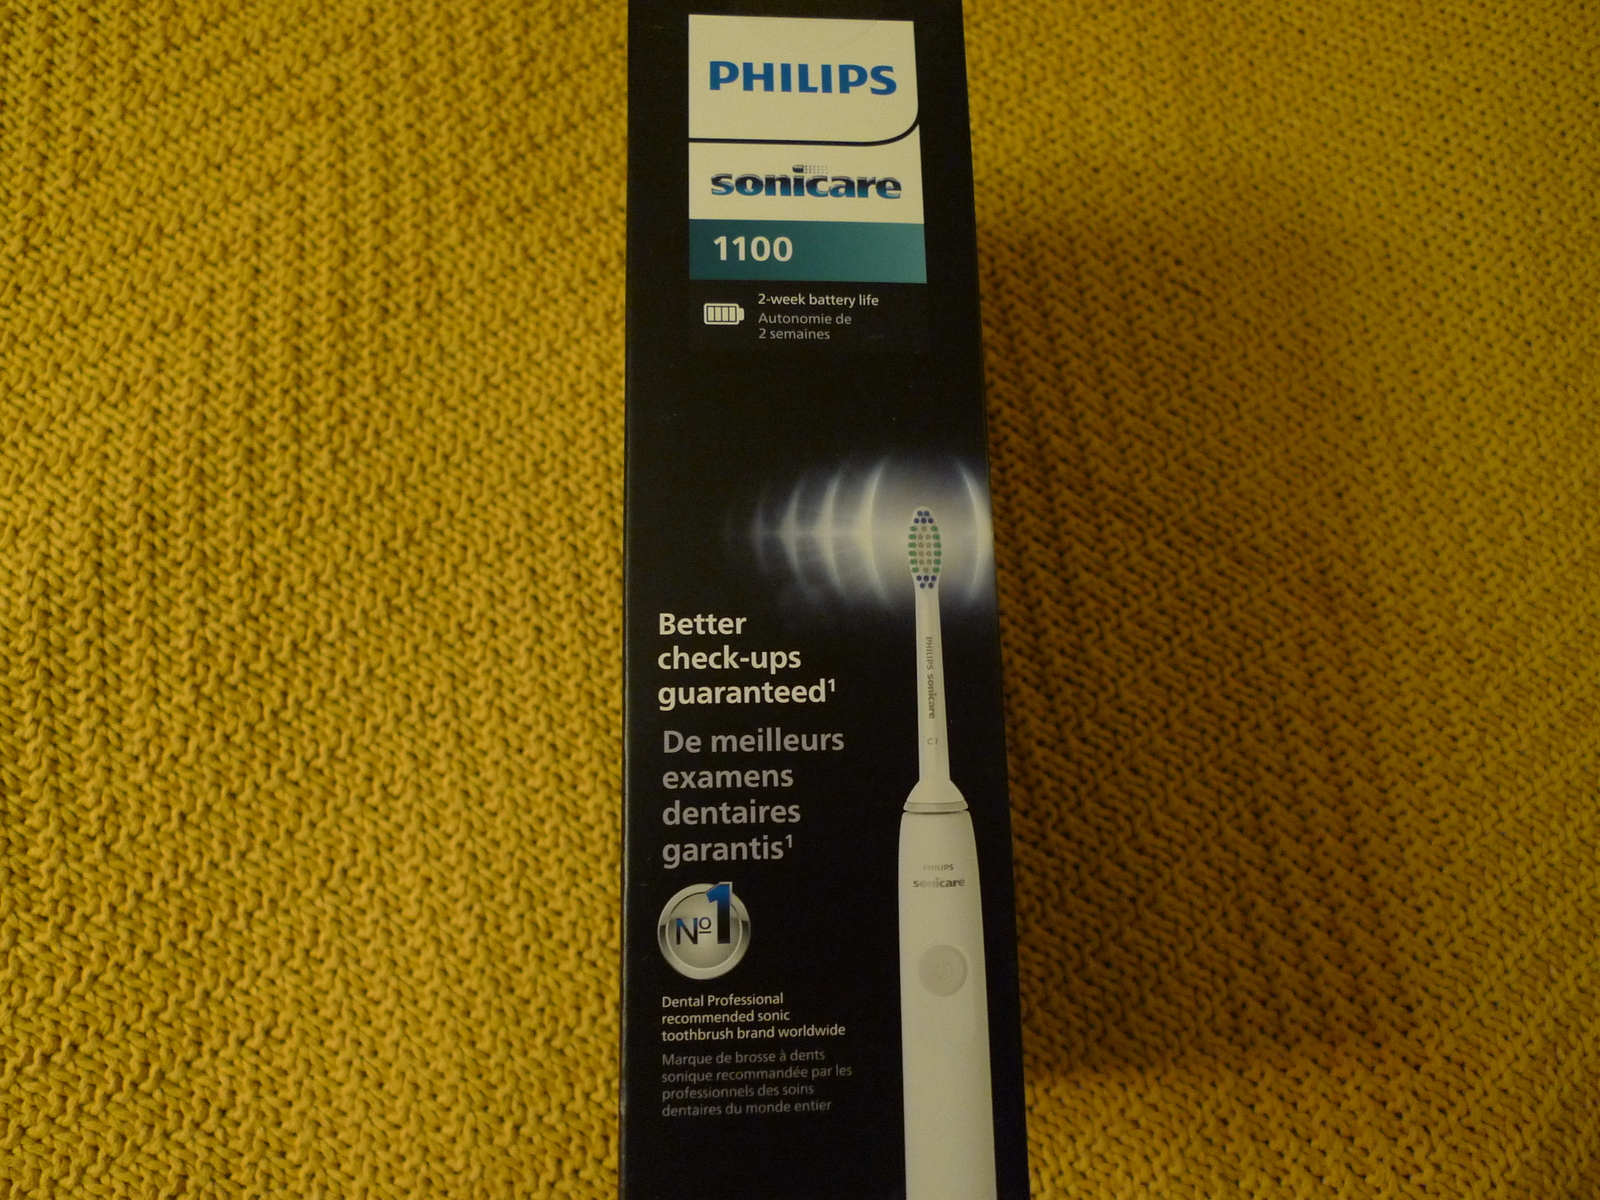 PHILIPS
sonicare
1100
2-week battery life
Autonomie de
2 semaines
Better
check-ups
guaranteed¹
De meilleurs
examens
dentaires
garantis¹
Nº1
Dental Professional
recommended sonic
toothbrush brand worldwide
Marque de brosse à dents
sonique recommandée par les
professionnels des soins
dentaires du monde entier
PHILIPS sonicare
C1
PHILIPS
sonicare